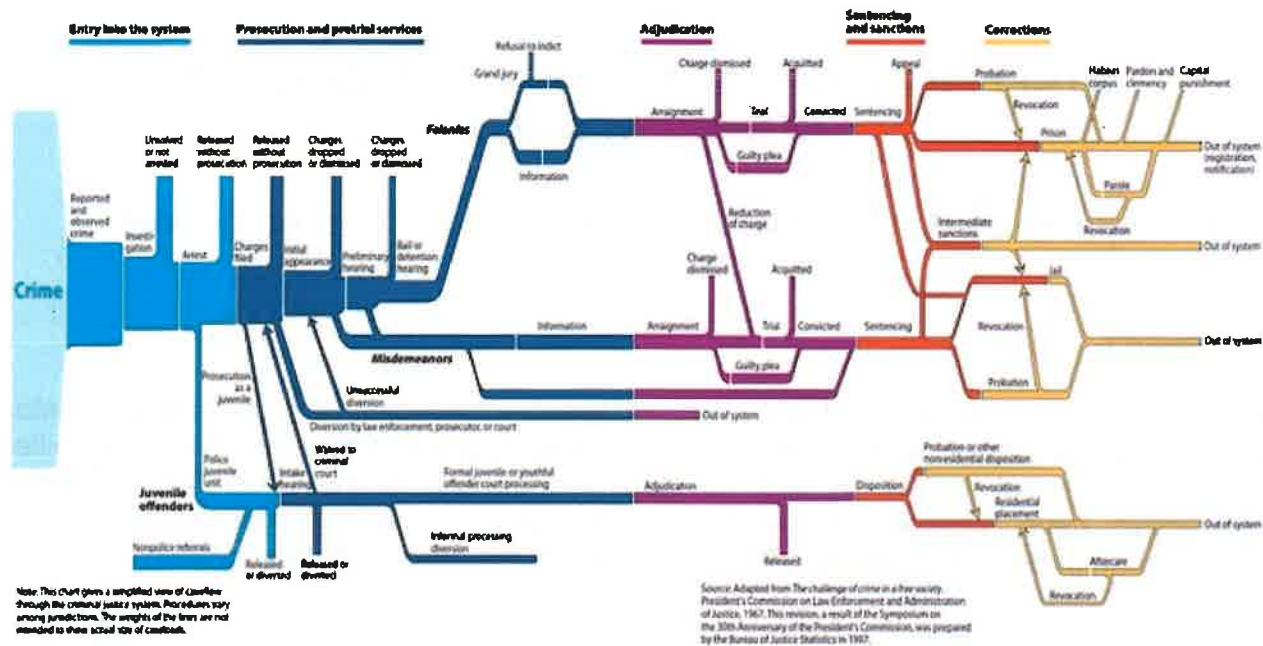 Entry into the system
Prosecution and pretrial services
Adjudication
Sentencing
and sanctions
Corrections
Refusal to indict
Grand jury
Felonies
Information
Charge dismissed
Acquitted
Arraignment
Trial
Convicted
Guilty plea
Sentencing
Appeal
Probation
Revocation
Prison
Habeas
corpus
Pardon and
clemency
Capital
punishment
Out of system
(registration,
notification)
Parole
Revocation
Unsolved
or not
arrested
Released
without
prosecution
Released
without
prosecution
Charges
dropped
or dismissed
Charges
dropped
or dismissed
Crime
Reported
and
observed
crime
Investi-
gation
Arrest
Charges
filed
Initial
appearance
Preliminary
hearing
Bail or
detention
hearing
Reduction
of charge
Intermediate
sanctions
Out of system
Misdemeanors
Information
Charge
dismissed
Acquitted
Arraignment
Trial
Convicted
Guilty plea
Sentencing
Jail
Revocation
Probation
Out of system
Prosecution
as a
juvenile
Unsuccessful
diversion
Diversion by law enforcement, prosecutor, or court
Out of system
Police
juvenile
unit
Juvenile
offenders
Nonpolice referrals
Released
or diverted
Intake
hearing
Waived to
criminal
court
Released or
diverted
Formal juvenile or youthful
offender court processing
Informal processing
diversion
Adjudication
Released
Disposition
Probation or other
nonresidential disposition
Revocation
Residential
placement
Out of system
Aftercare
Revocation
Note: This chart gives a simplified view of caseflow
through the criminal justice system. Procedures vary
among jurisdictions. The weights of the lines are not
intended to show actual size of caseloads.
Source: Adapted from The challenge of crime in a free society.
President's Commission on Law Enforcement and Administration
of Justice, 1967. This revision, a result of the Symposium on
the 30th Anniversary of the President's Commission, was prepared
by the Bureau of Justice Statistics in 1997.